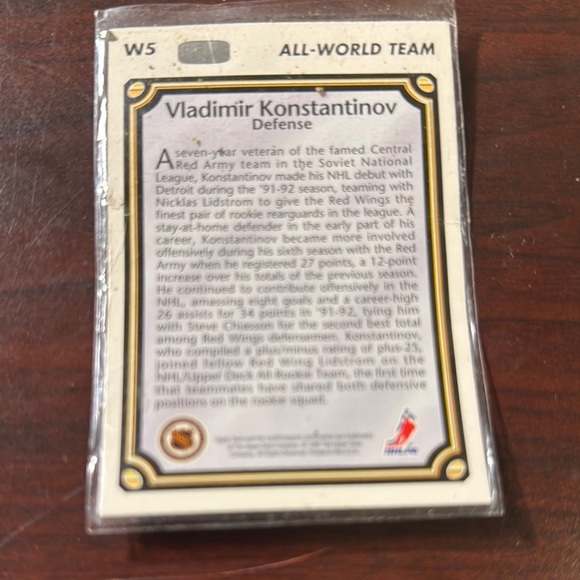 W5 ALL-WORLD TEAM
Vladimir Konstantinov
Defense
A seven-year veteran of the famed Central
Red Army team in the Soviet National
League, Konstantinov made his NHL debut with
Detroit during the '91-92 season, teaming with
Nicklas Lidstrom to give the Red Wings the
finest pair of rookie rearguards in the league. A
stay-at-home defender in the early part of his
career, Konstantinov became more involved
offensively during his sixth season with the Red
Army when he registered 27 points, a 12-point
increase over his totals of the previous season.
He continued to contribute offensively in the
NHL, amassing eight goals and a career-high
26 assists for 34 points in '91-92, tying him
with Steve Chiasson for the second best total
among Red Wings defensemen. Konstantinov,
who compiled a plus/minus rating of plus-25,
joined fellow Red Wing Lidstrom on the
NHL/Upper Deck All-Rookie Team, the first time
that teammates have shared both defensive
positions on the rookie squad.